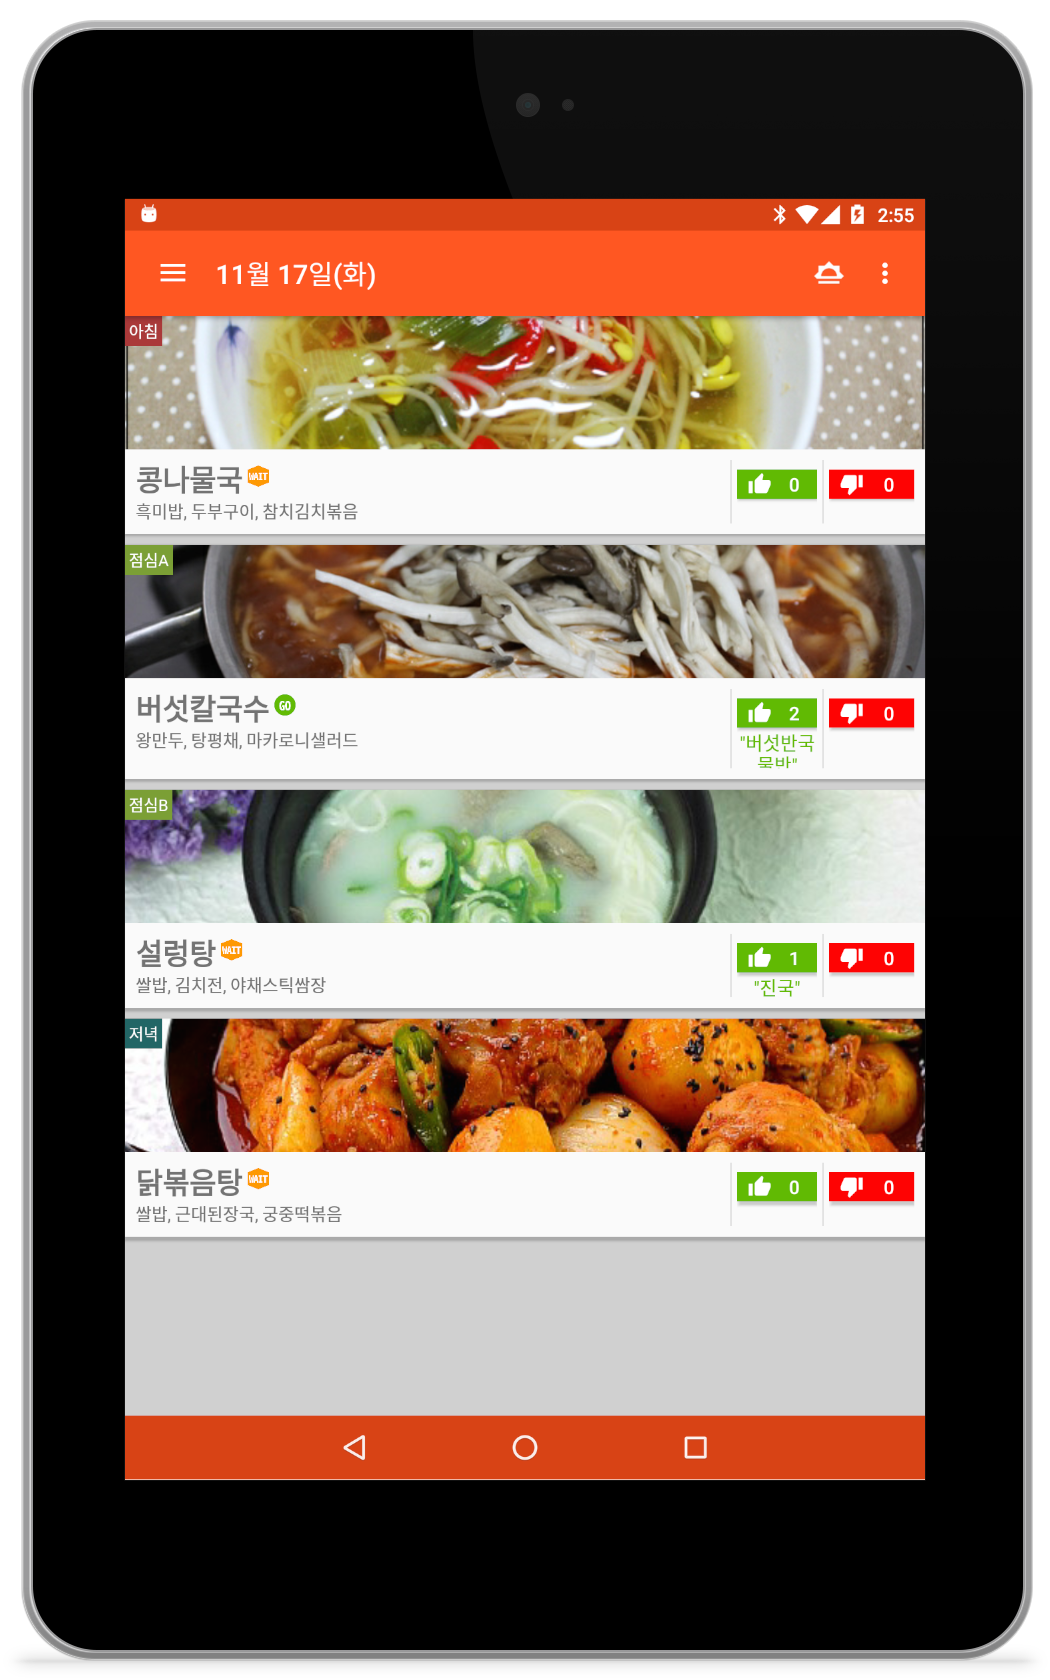 2:55
11월 17일(화)
아침
콩나물국 WAIT
흑미밥, 두부구이, 참치김치볶음
0
0
점심A
버섯칼국수 GO
왕만두, 탕평채, 마카로니샐러드
2
0
"버섯반국
물반"
점심B
설렁탕 WAIT
쌀밥, 김치전, 야채스틱쌈장
1
0
"진국"
저녁
닭볶음탕 WAIT
쌀밥, 근대된장국, 궁중떡볶음
0
0